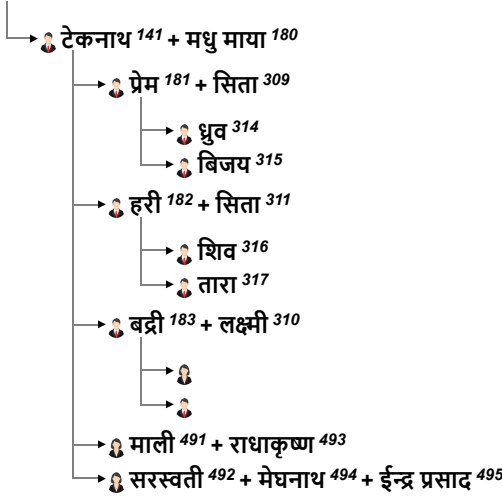 टेकनाथ 141 + मधु माया 180
प्रेम 181 + सिता 309
ध्रुव 314
बिजय 315
हरी 182 + सिता 311
शिव 316
तारा 317
बद्री 183 + लक्ष्मी 310
माली 491 + राधाकृष्ण 493
सरस्वती 492 + मेघनाथ 494 + ईन्द्र प्रसाद 495